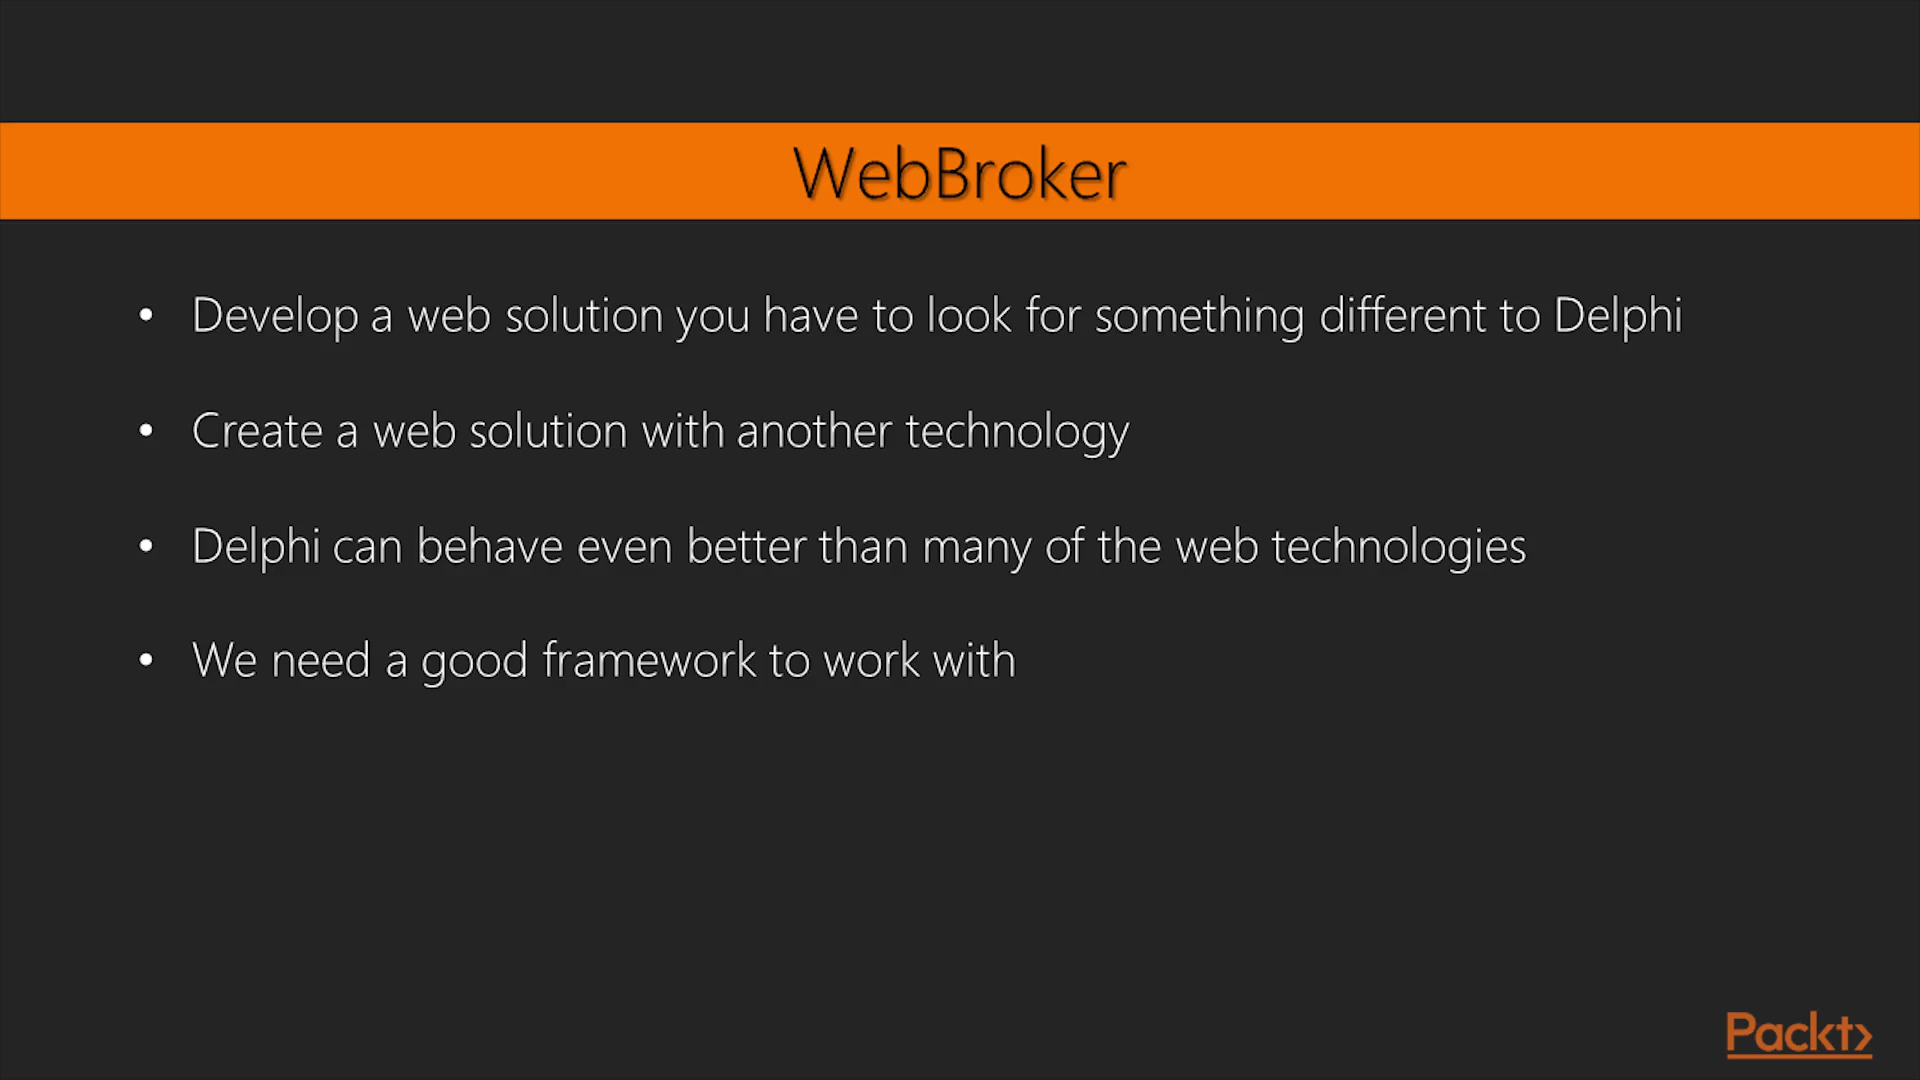 WebBroker
• Develop a web solution you have to look for something different to Delphi
• Create a web solution with another technology
• Delphi can behave even better than many of the web technologies
• We need a good framework to work with
Packt>